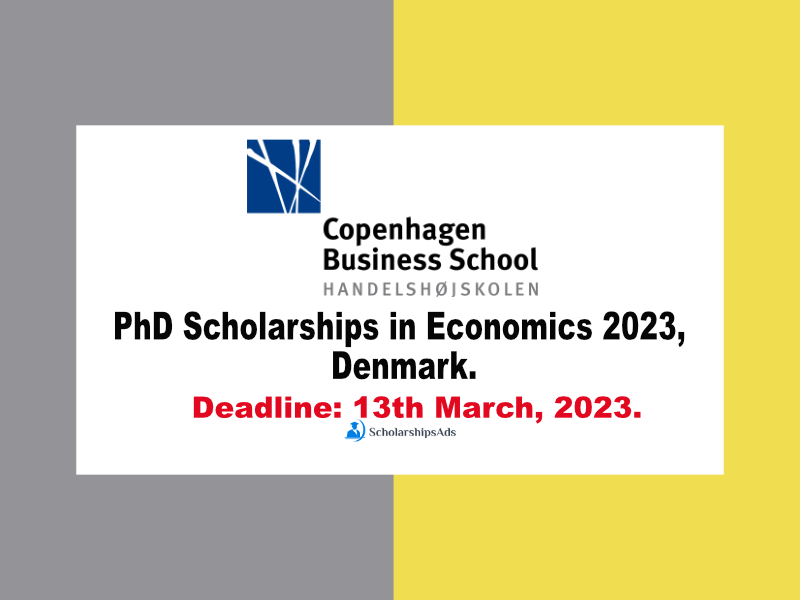 Copenhagen
Business School
HANDELSHØJSKOLEN
PhD Scholarships in Economics 2023,
Denmark.
Deadline: 13th March, 2023.
ScholarshipsAds